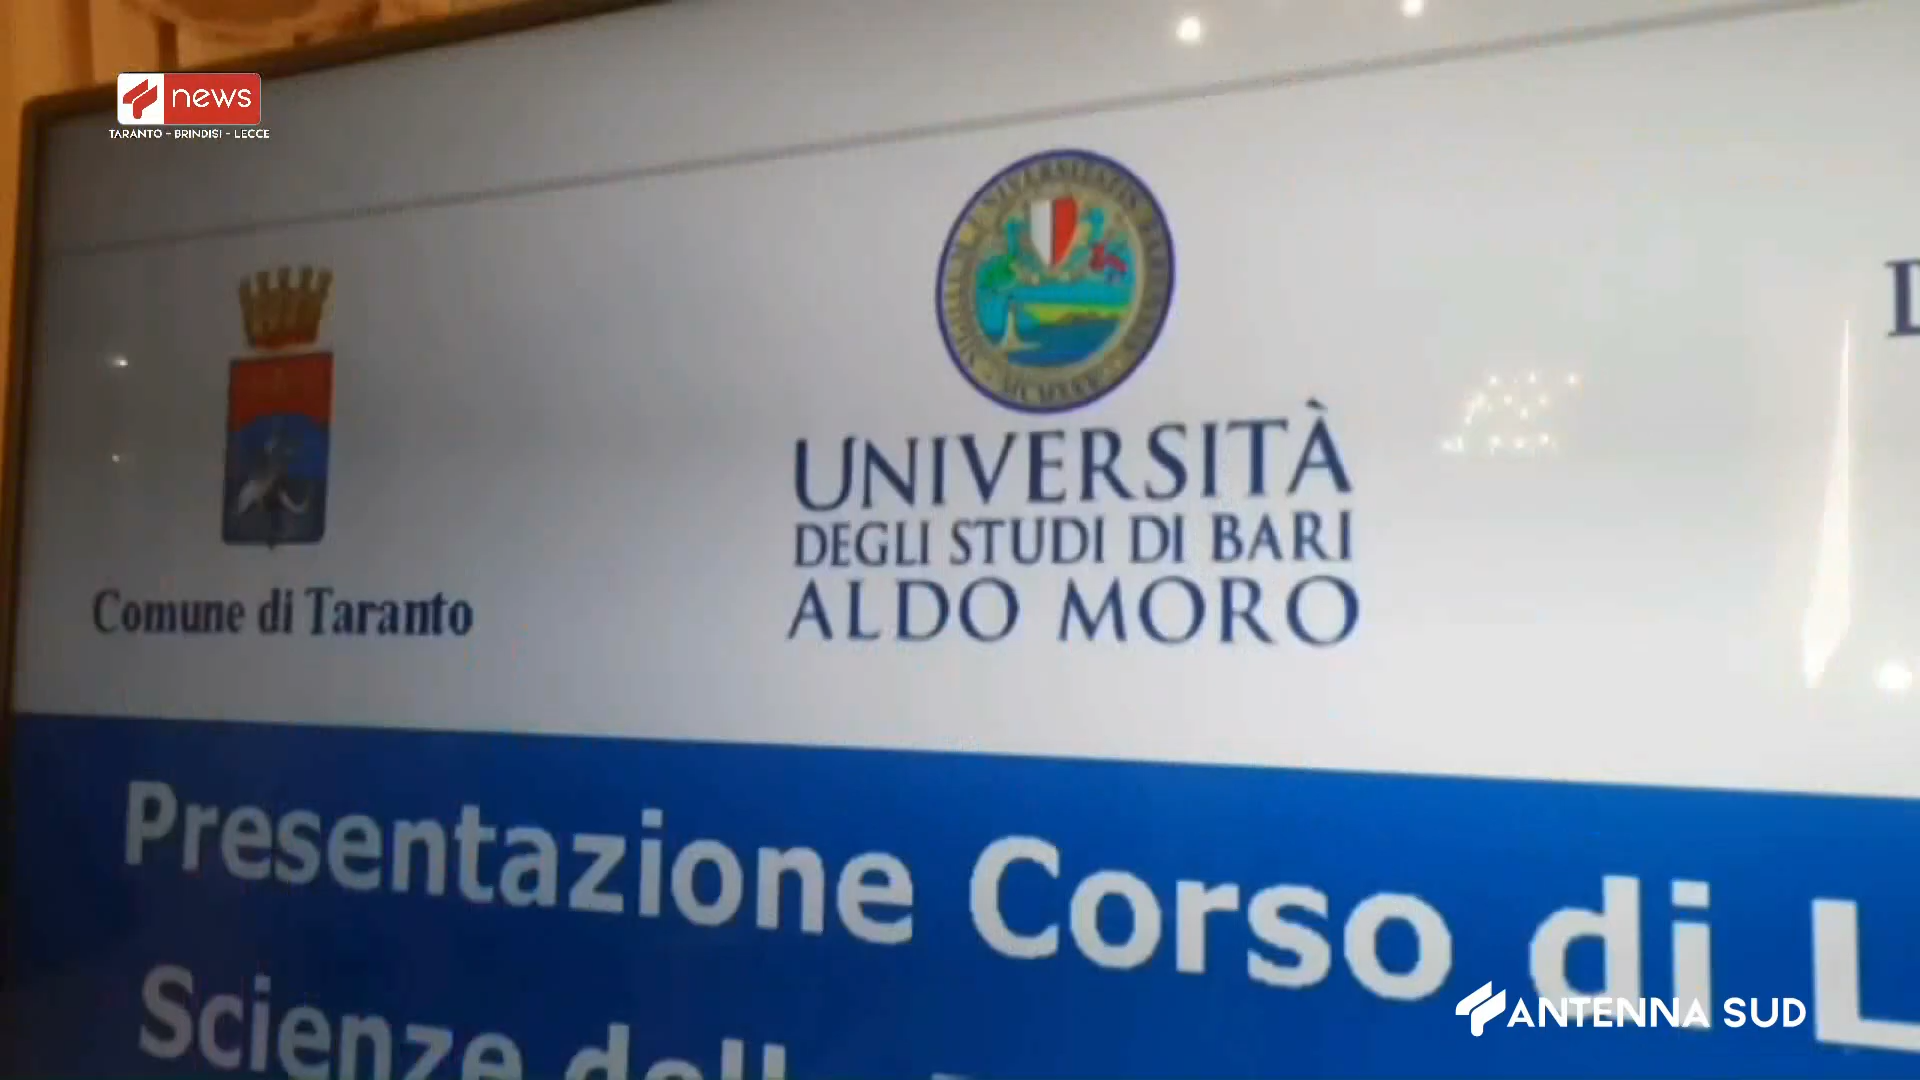 news
TARANTO - BRINDISI - LECCE
Comune di Taranto
UNIVERSITÀ
DEGLI STUDI DI BARI
ALDO MORO
Presentazione Corso di L
Scienze
ANTENNA SUD